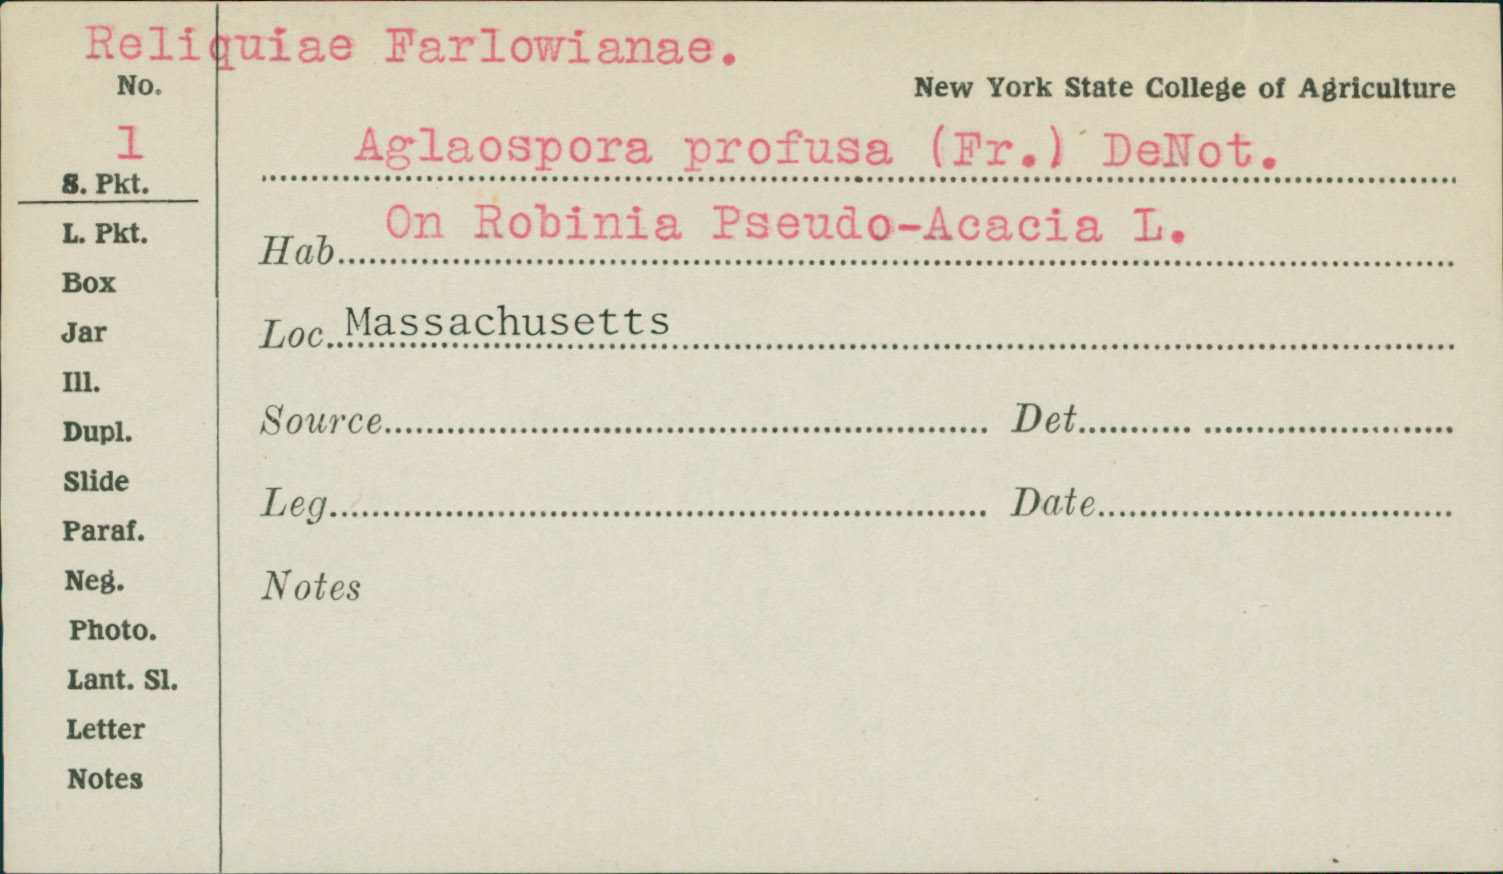 Reliquiae Farlowianae.
No.
New York State College of Agriculture
1
Aglaospora profusa (Fr.) DeNot.
S. Pkt.
On Robinia Pseudo-Acacia L.
L. Pkt.
Hab
Box
Loc Massachusetts
Jar
Ill.
Source
Det
Dupl.
Slide
Leg
Date
Paraf.
Neg.
Notes
Photo.
Lant. Sl.
Letter
Notes